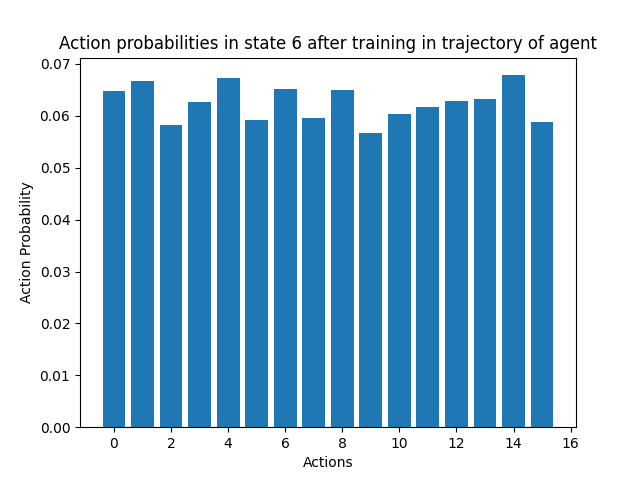 Action probabilities in state 6 after training in trajectory of agent
0.07
0.06
0.05
0.04
0.03
0.02
0.01
0.00
Action Probability
0 2 4 6 8 10 12 14 16
Actions